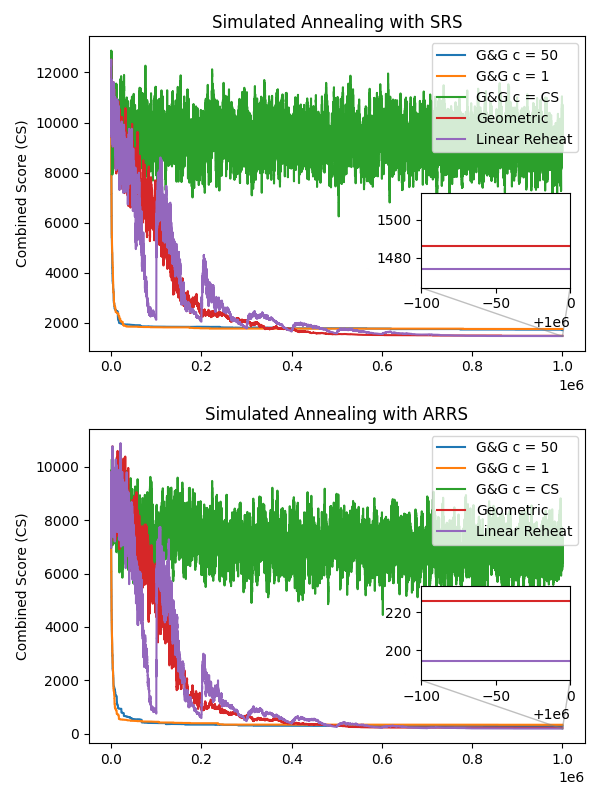 Simulated Annealing with SRS
Combined Score (CS)
12000
10000
8000
6000
4000
2000
G&G c = 50
G&G c = 1
G&G c = CS
Geometric
Linear Reheat
1500
1480
−100
−50
0
+1e6
0.0
0.2
0.4
0.6
0.8
1.0
1e6
Simulated Annealing with ARRS
Combined Score (CS)
10000
8000
6000
4000
2000
0
G&G c = 50
G&G c = 1
G&G c = CS
Geometric
Linear Reheat
220
200
−100
−50
0
+1e6
0.0
0.2
0.4
0.6
0.8
1.0
1e6